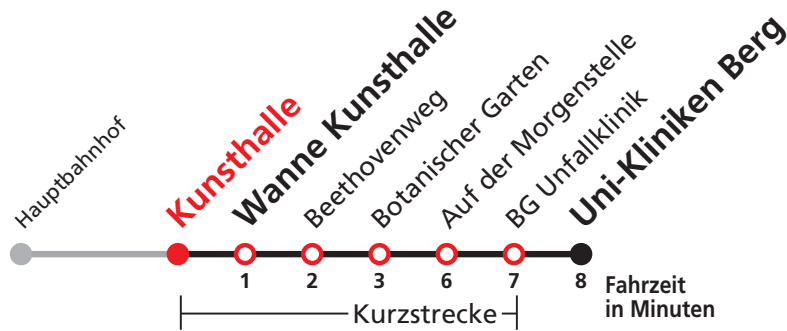 Hauptbahnhof
Kunsthalle
Wanne Kunsthalle
Beethovenweg
Botanischer Garten
Auf der Morgenstelle
BG Unfallklinik
Uni-Kliniken Berg
1 2 3 6 7 8
Fahrzeit
in Minuten
Kurzstrecke